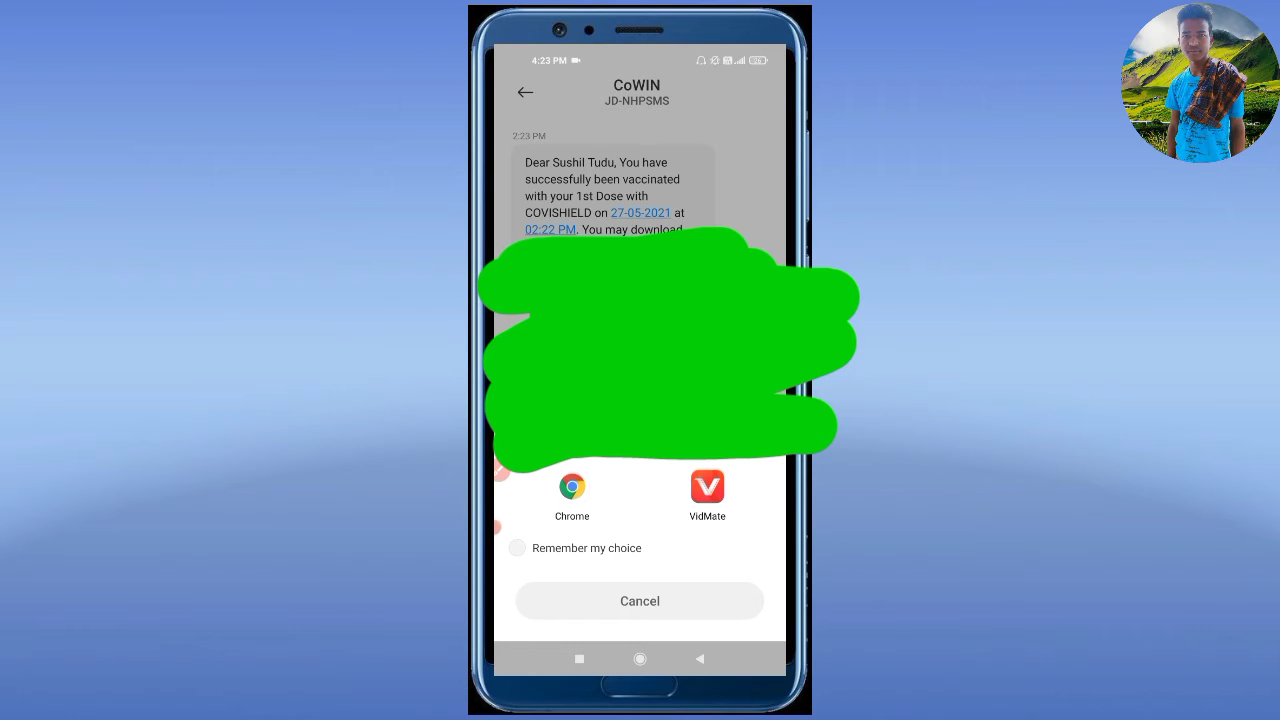 4:23 PM
CoWIN
JD-NHPSMS
2:23 PM
Dear Sushil Tudu, You have
successfully been vaccinated
with your 1st Dose with
COVISHIELD on 27-05-2021 at
02:22 PM. You may download
Chrome
VidMate
Remember my choice
Cancel